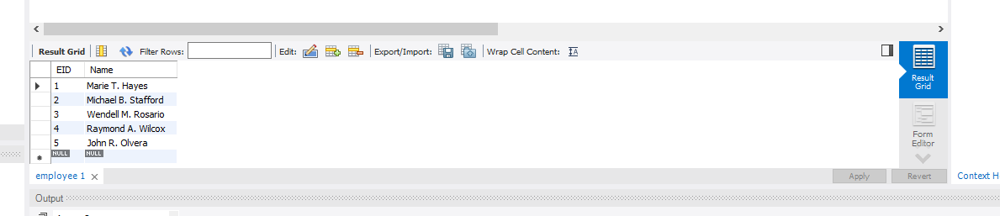 Result Grid Filter Rows: Edit: Export/Import: Wrap Cell Content: IA
EID Name
1 Marie T. Hayes
2 Michael B. Stafford
3 Wendell M. Rosario
4 Raymond A. Wilcox
5 John R. Olvera
NULL NULL
Result
Grid
Form
Editor
employee 1
Apply Revert
Context H
Output